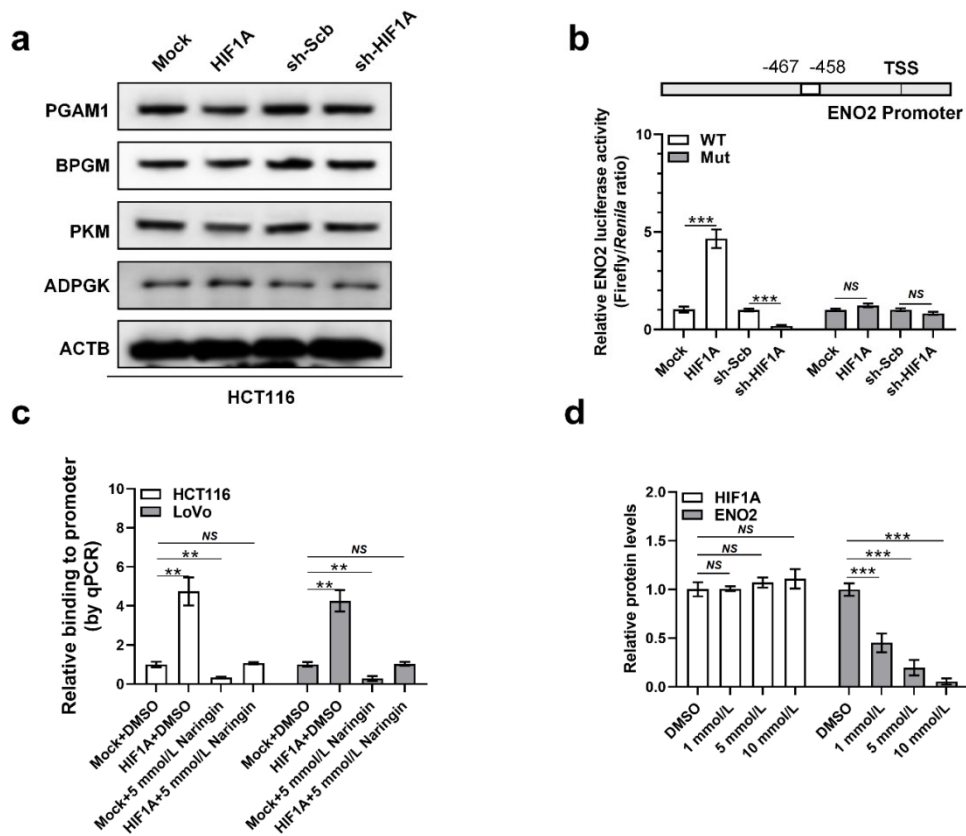 a
Mock
HIF1A
sh-Scb
sh-HIF1A
PGAM1
BPGM
PKM
ADPGK
ACTB
HCT116
b
-467 -458 TSS
ENO2 Promoter
Relative ENO2 luciferase activity
(Firefly/Renila ratio)
10
5
0
WT
Mut
***
***
NS
NS
Mock
HIF1A
sh-Scb
sh-HIF1A
Mock
HIF1A
sh-Scb
sh-HIF1A
c
Relative binding to promoter
(by qPCR)
10
8
6
4
2
0
HCT116
LoVo
NS
**
**
NS
**
**
Mock+DMSO
HIF1A+DMSO
Mock+5 mmol/L Naringin
HIF1A+5 mmol/L Naringin
Mock+DMSO
HIF1A+DMSO
Mock+5 mmol/L Naringin
HIF1A+5 mmol/L Naringin
d
Relative protein levels
2.0
1.5
1.0
0.5
0.0
HIF1A
ENO2
NS
NS
NS
***
***
***
DMSO
1 mmol/L
5 mmol/L
10 mmol/L
DMSO
1 mmol/L
5 mmol/L
10 mmol/L